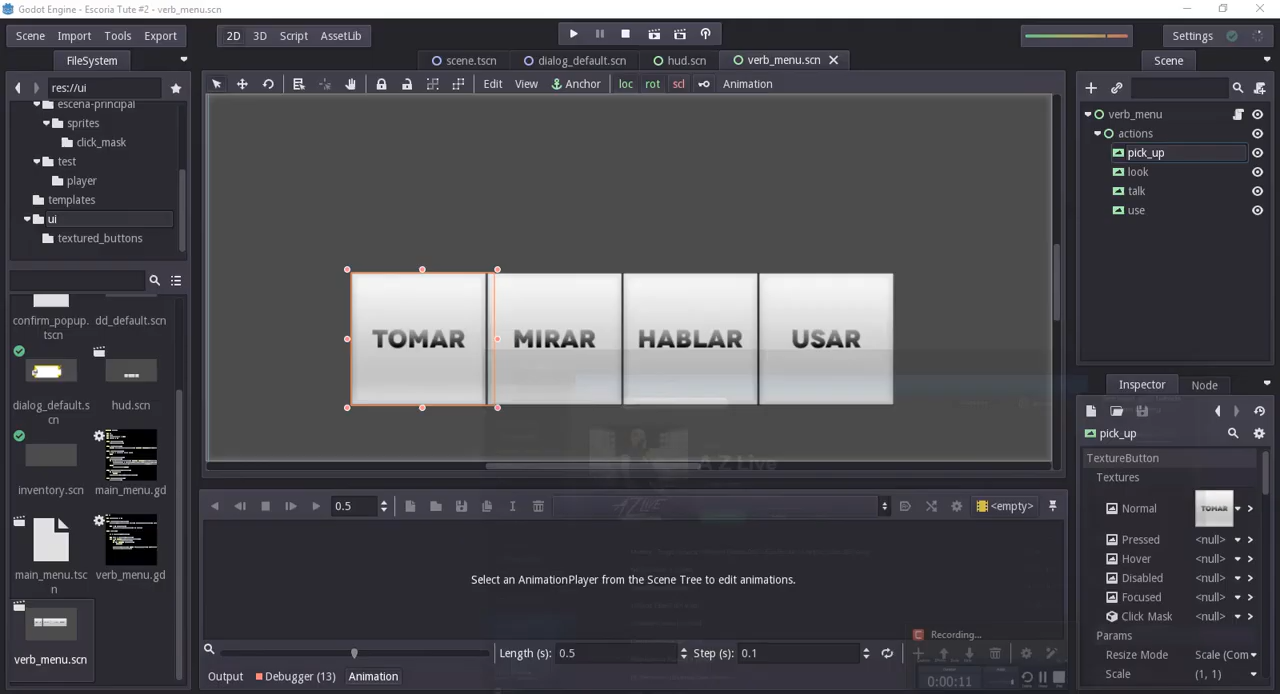 Godot Engine - Escoria Tute #2 - verb_menu.scn
Scene Import Tools Export
2D 3D Script AssetLib
Settings
FileSystem
scene.tscn
dialog_default.scn
hud.scn
verb_menu.scn
Scene
res://ui
Edit View Anchor loc rot scl Animation
escena-principal
sprites
click_mask
test
player
templates
ui
textured_buttons
verb_menu
actions
pick_up
look
talk
use
TOMAR MIRAR HABLAR USAR
confirm_popup.
tscn
dd_default.scn
dialog_default.s
cn
hud.scn
inventory.scn
main_menu.gd
main_menu.tsc
n
verb_menu.gd
verb_menu.scn
A Z Live
AZLIVE
0.5
<empty>
Select an AnimationPlayer from the Scene Tree to edit animations.
Length (s): 0.5
Step (s): 0.1
Output Debugger (13) Animation
Recording...
0:00:11
Inspector Node
pick_up
TextureButton
Textures
Normal
TOMAR
Pressed <null>
Hover <null>
Disabled <null>
Focused <null>
Click Mask <null>
Params
Resize Mode Scale (Com
Scale (1, 1)